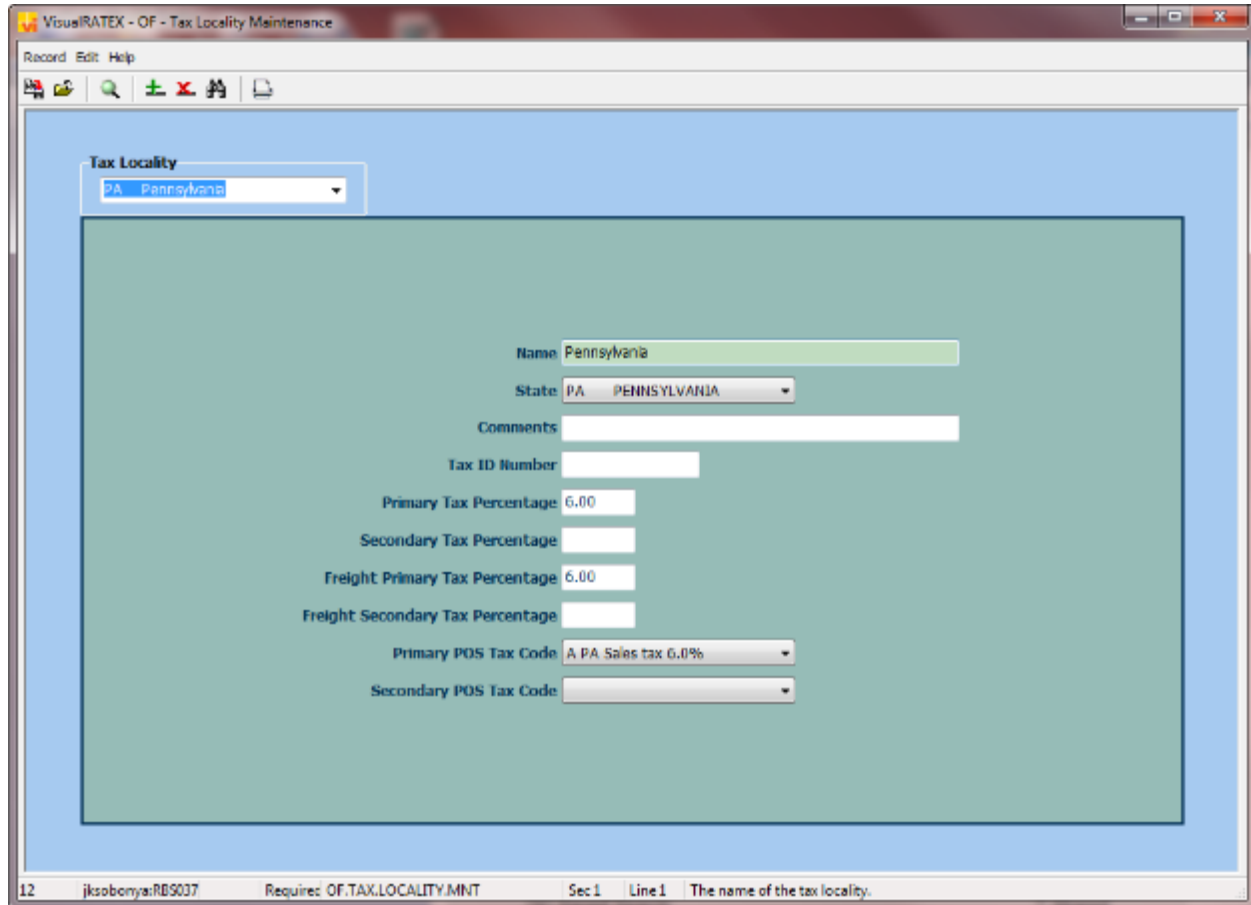 VisualRATEX - OF - Tax Locality Maintenance
Record Edit Help
Tax Locality
PA Pennsylvania
Name Pennsylvania
State PA PENNSYLVANIA
Comments
Tax ID Number
Primary Tax Percentage 6.00
Secondary Tax Percentage
Freight Primary Tax Percentage 6.00
Freight Secondary Tax Percentage
Primary POS Tax Code A PA Sales tax 6.0%
Secondary POS Tax Code
12 jksobonya:RBS037 Required OF.TAX.LOCALITY.MNT Sec 1 Line 1 The name of the tax locality.